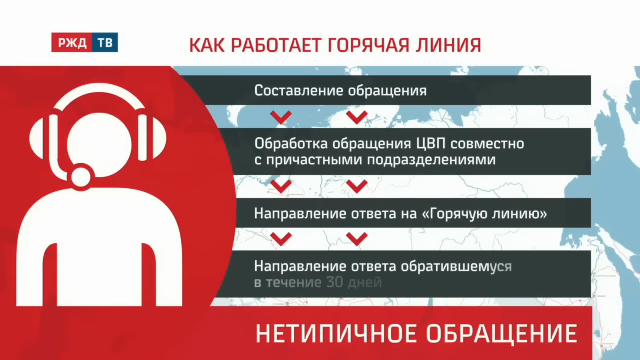 РЖД ТВ
КАК РАБОТАЕТ ГОРЯЧАЯ ЛИНИЯ
Составление обращения
Обработка обращения ЦВП совместно
с причастными подразделениями
Направление ответа на «Горячую линию»
Направление ответа обратившемуся
в течение 30 дней
НЕТИПИЧНОЕ ОБРАЩЕНИЕ